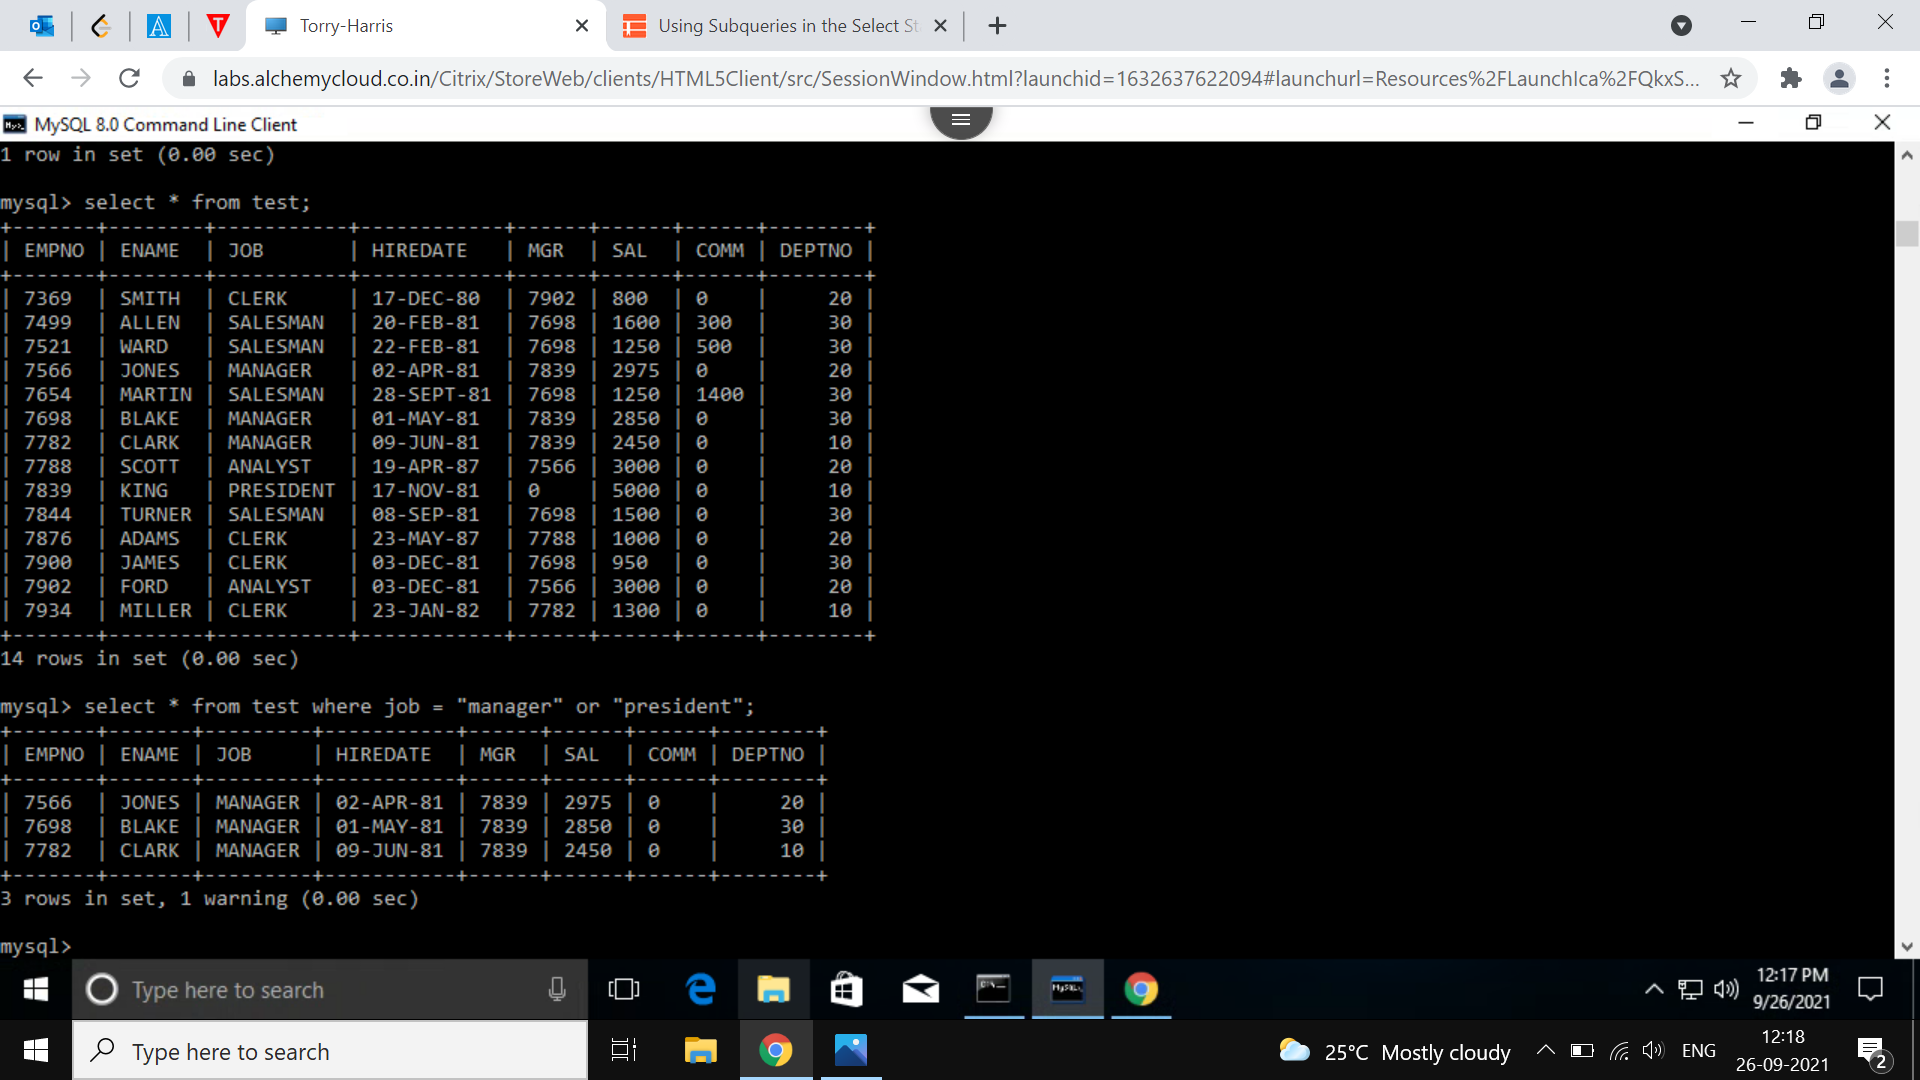 Torry-Harris
Using Subqueries in the Select St
labs.alchemycloud.co.in/Citrix/StoreWeb/clients/HTML5Client/src/SessionWindow.html?launchid=1632637622094#launchurl=Resources%2FLaunchIca%2FQkxS...
MySQL 8.0 Command Line Client
1 row in set (0.00 sec)
mysql> select * from test;
+-------+--------+-----------+------------+------+------+------+--------+
| EMPNO | ENAME  | JOB       | HIREDATE   | MGR  | SAL  | COMM | DEPTNO |
+-------+--------+-----------+------------+------+------+------+--------+
| 7369  | SMITH  | CLERK     | 17-DEC-80  | 7902 | 800  | 0    |     20 |
| 7499  | ALLEN  | SALESMAN  | 20-FEB-81  | 7698 | 1600 | 300  |     30 |
| 7521  | WARD   | SALESMAN  | 22-FEB-81  | 7698 | 1250 | 500  |     30 |
| 7566  | JONES  | MANAGER   | 02-APR-81  | 7839 | 2975 | 0    |     20 |
| 7654  | MARTIN | SALESMAN  | 28-SEPT-81 | 7698 | 1250 | 1400 |     30 |
| 7698  | BLAKE  | MANAGER   | 01-MAY-81  | 7839 | 2850 | 0    |     30 |
| 7782  | CLARK  | MANAGER   | 09-JUN-81  | 7839 | 2450 | 0    |     10 |
| 7788  | SCOTT  | ANALYST   | 19-APR-87  | 7566 | 3000 | 0    |     20 |
| 7839  | KING   | PRESIDENT | 17-NOV-81  | 0    | 5000 | 0    |     10 |
| 7844  | TURNER | SALESMAN  | 08-SEP-81  | 7698 | 1500 | 0    |     30 |
| 7876  | ADAMS  | CLERK     | 23-MAY-87  | 7788 | 1000 | 0    |     20 |
| 7900  | JAMES  | CLERK     | 03-DEC-81  | 7698 | 950  | 0    |     30 |
| 7902  | FORD   | ANALYST   | 03-DEC-81  | 7566 | 3000 | 0    |     20 |
| 7934  | MILLER | CLERK     | 23-JAN-82  | 7782 | 1300 | 0    |     10 |
+-------+--------+-----------+------------+------+------+------+--------+
14 rows in set (0.00 sec)
mysql> select * from test where job = "manager" or "president";
+-------+-------+---------+-----------+------+------+------+--------+
| EMPNO | ENAME | JOB     | HIREDATE  | MGR  | SAL  | COMM | DEPTNO |
+-------+-------+---------+-----------+------+------+------+--------+
| 7566  | JONES | MANAGER | 02-APR-81 | 7839 | 2975 | 0    |     20 |
| 7698  | BLAKE | MANAGER | 01-MAY-81 | 7839 | 2850 | 0    |     30 |
| 7782  | CLARK | MANAGER | 09-JUN-81 | 7839 | 2450 | 0    |     10 |
+-------+-------+---------+-----------+------+------+------+--------+
3 rows in set, 1 warning (0.00 sec)
mysql>
Type here to search
12:17 PM
9/26/2021
Type here to search
25°C Mostly cloudy
ENG
12:18
26-09-2021
2